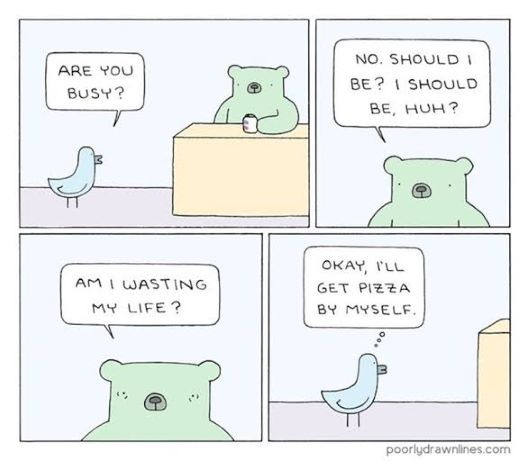 ARE YOU
BUSY?
NO. SHOULD I
BE? I SHOULD
BE, HUH?
AM I WASTING
MY LIFE?
OKAY, I'LL
GET PIZZA
BY MYSELF.
poorlydrawnlines.com